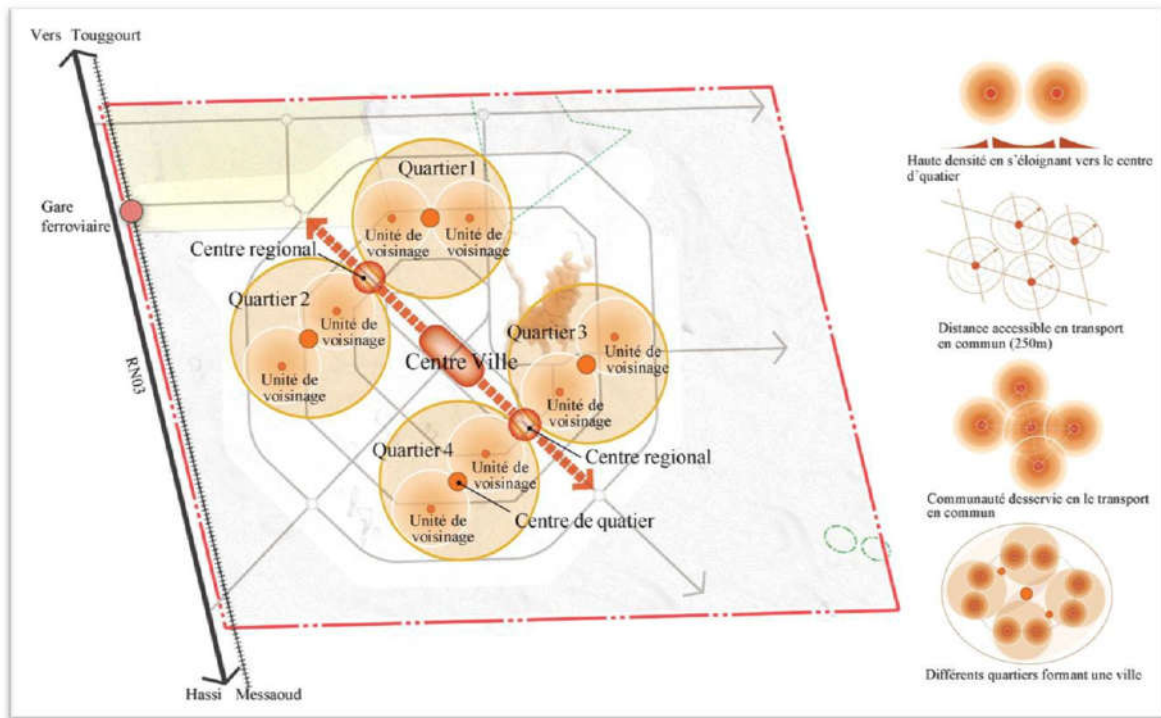 Vers Touggourt
Gare
ferroviaire
RN03
Hassi Messaoud
Quartier 1
Unité de
voisinage
Unité de
voisinage
Centre regional
Quartier 2
Unité de
voisinage
Unité de
voisinage
Quartier 3
Unité de
voisinage
Unité de
voisinage
Centre Ville
Quartier 4
Unité de
voisinage
Unité de
voisinage
Centre regional
Centre de quatier
Haute densité en s'éloignant vers le centre
d'quatier
Distance accessible en transport
en commun (250m)
Communauté desservie en le transport
en commun
Différents quartiers formant une ville